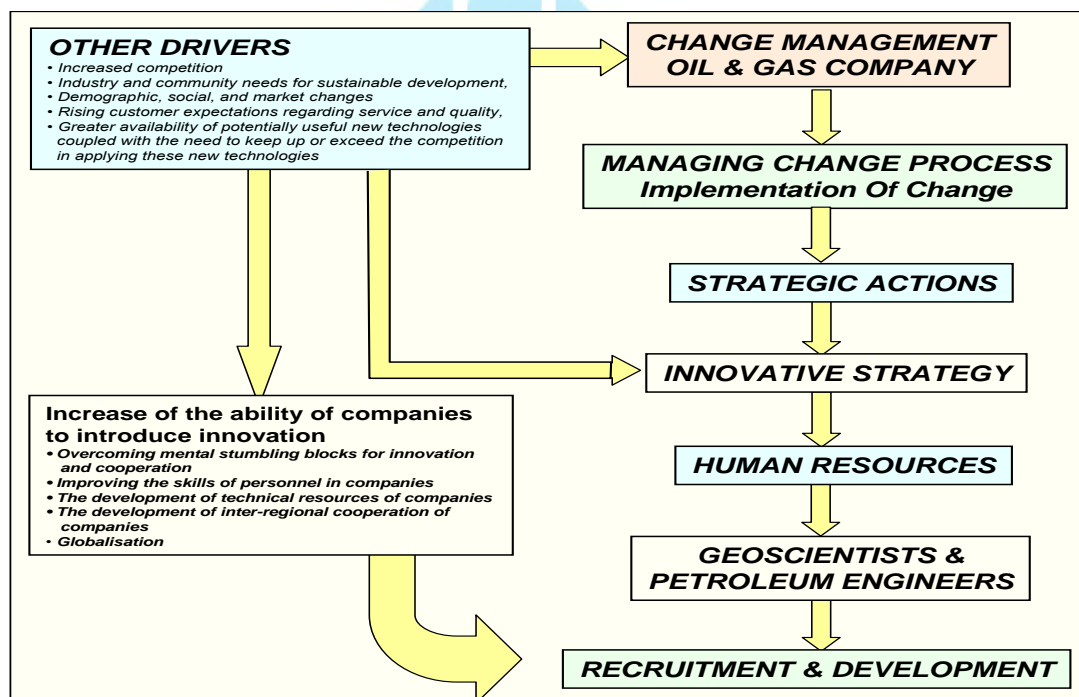 OTHER DRIVERS
• Increased competition
• Industry and community needs for sustainable development,
• Demographic, social, and market changes
• Rising customer expectations regarding service and quality,
• Greater availability of potentially useful new technologies
coupled with the need to keep up or exceed the competition
in applying these new technologies
CHANGE MANAGEMENT
OIL & GAS COMPANY
MANAGING CHANGE PROCESS
Implementation Of Change
STRATEGIC ACTIONS
INNOVATIVE STRATEGY
Increase of the ability of companies
to introduce innovation
• Overcoming mental stumbling blocks for innovation
and cooperation
• Improving the skills of personnel in companies
• The development of technical resources of companies
• The development of inter-regional cooperation of
companies
• Globalisation
HUMAN RESOURCES
GEOSCIENTISTS &
PETROLEUM ENGINEERS
RECRUITMENT & DEVELOPMENT